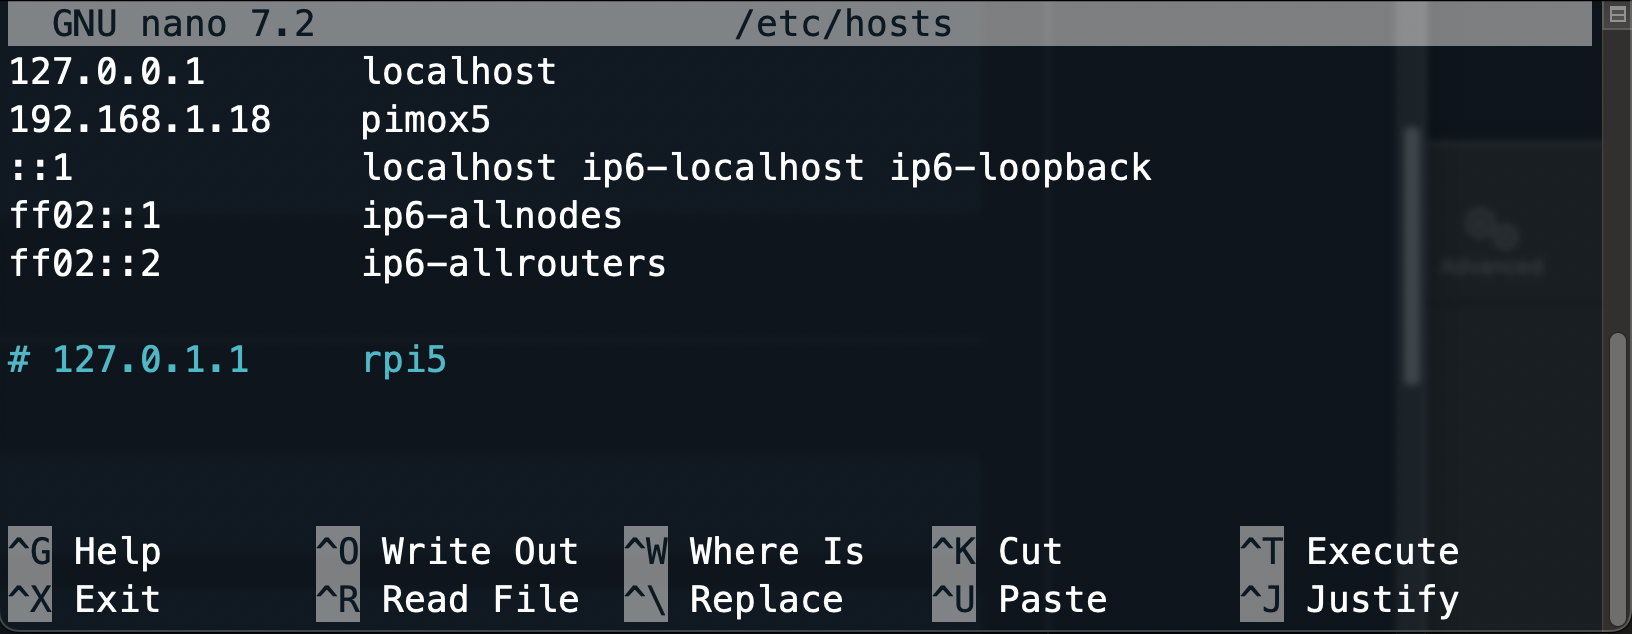 GNU nano 7.2 /etc/hosts
127.0.0.1 localhost
192.168.1.18 pimox5
::1 localhost ip6-localhost ip6-loopback
ff02::1 ip6-allnodes
ff02::2 ip6-allrouters
# 127.0.1.1 rpi5
Advanced
^G Help ^O Write Out ^W Where Is ^K Cut ^T Execute
^X Exit ^R Read File ^\ Replace ^U Paste ^J Justify